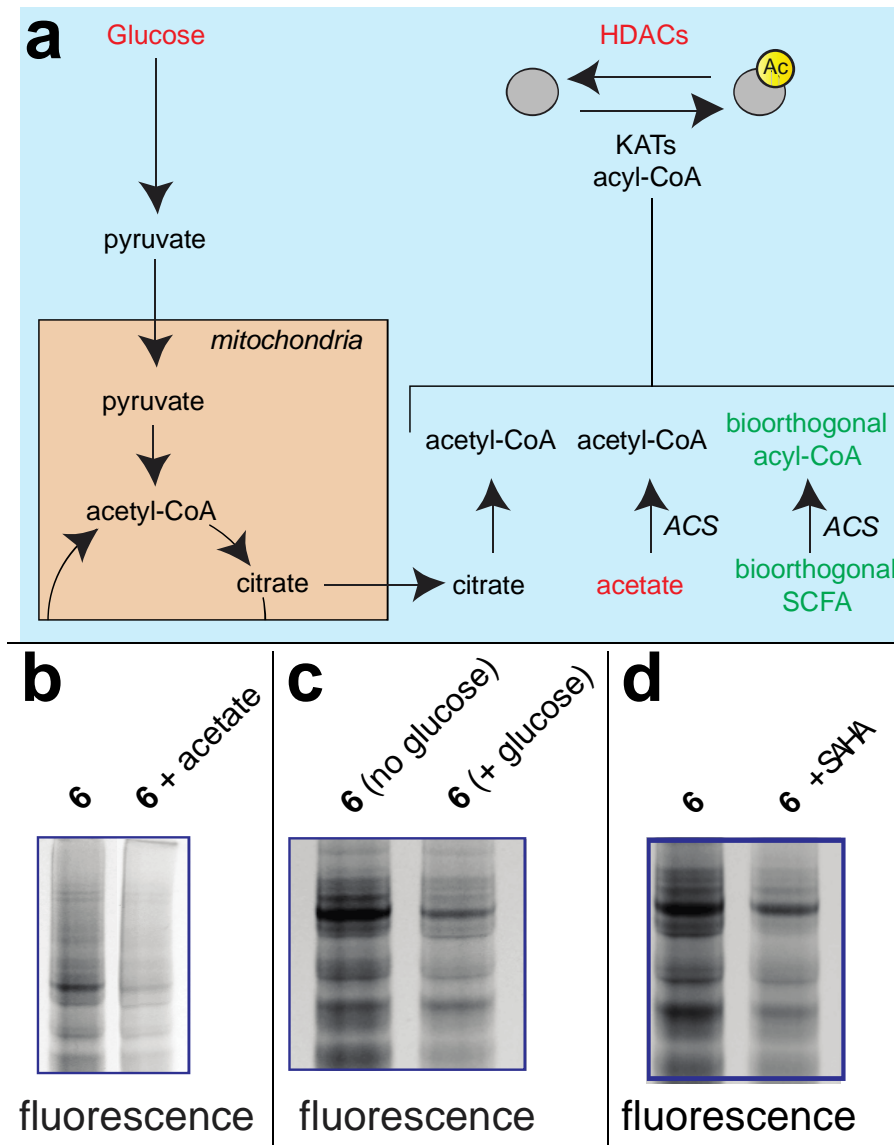 a
Glucose
HDACs
Ac
KATs
acyl-CoA
pyruvate
mitochondria
pyruvate
acetyl-CoA
citrate
acetyl-CoA
acetyl-CoA
bioorthogonal
acyl-CoA
ACS
ACS
citrate
acetate
bioorthogonal
SCFA
b
6
6 + acetate
fluorescence
c
6 (no glucose)
6 (+ glucose)
fluorescence
d
6
6 +SAHA
fluorescence